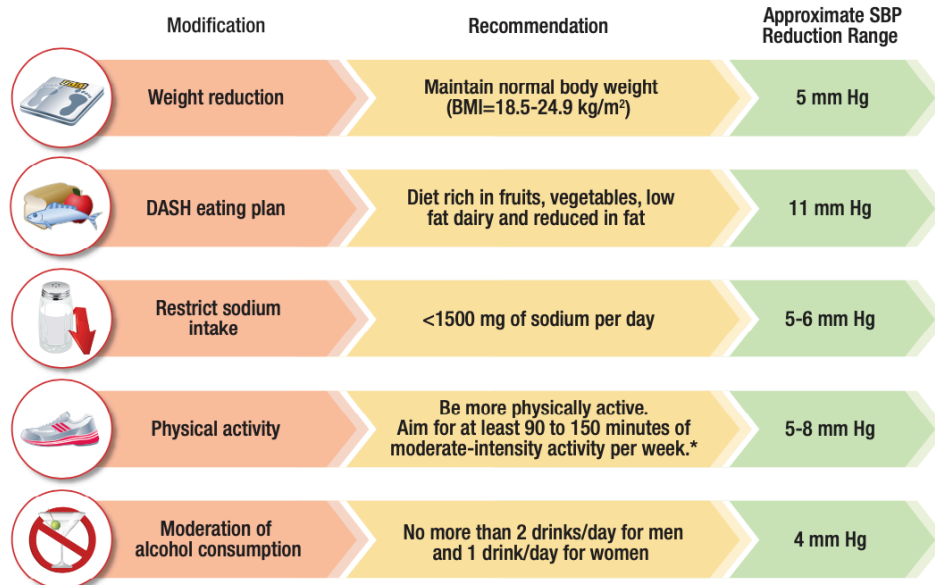 Modification
Recommendation
Approximate SBP
Reduction Range
Weight reduction
Maintain normal body weight
(BMI=18.5-24.9 kg/m²)
5 mm Hg
DASH eating plan
Diet rich in fruits, vegetables, low
fat dairy and reduced in fat
11 mm Hg
Restrict sodium
intake
<1500 mg of sodium per day
5-6 mm Hg
Physical activity
Be more physically active.
Aim for at least 90 to 150 minutes of
moderate-intensity activity per week.*
5-8 mm Hg
Moderation of
alcohol consumption
No more than 2 drinks/day for men
and 1 drink/day for women
4 mm Hg